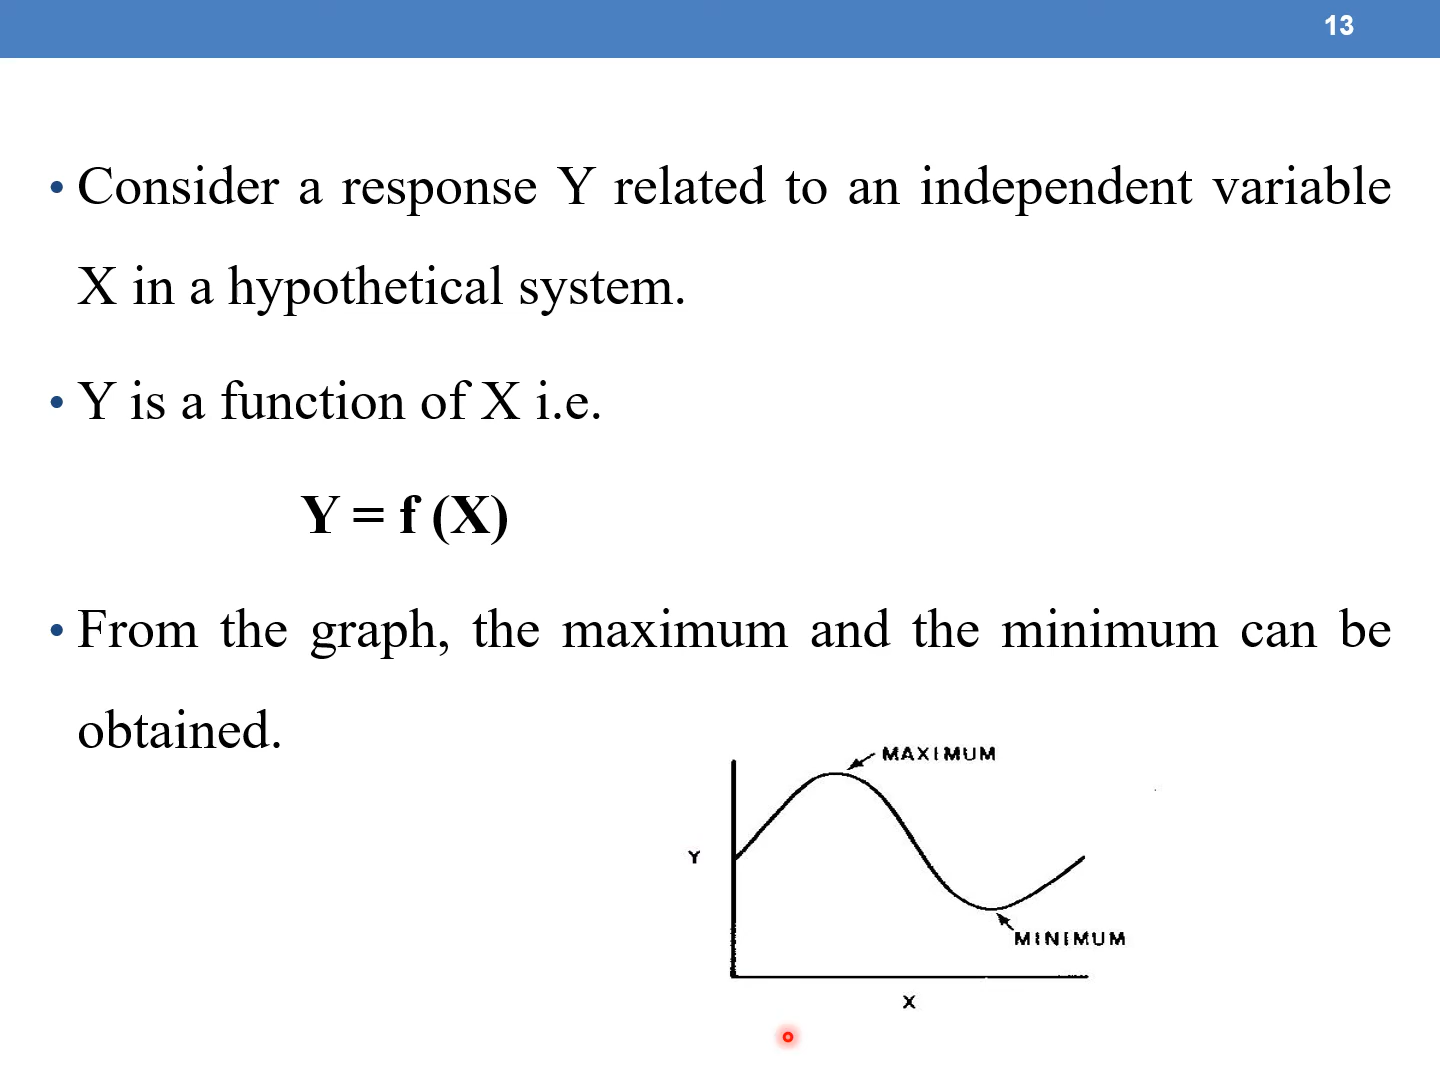 13
• Consider a response Y related to an independent variable
X in a hypothetical system.
• Y is a function of X i.e.
Y = f (X)
• From the graph, the maximum and the minimum can be
obtained.
MAXIMUM
Y
MINIMUM
X